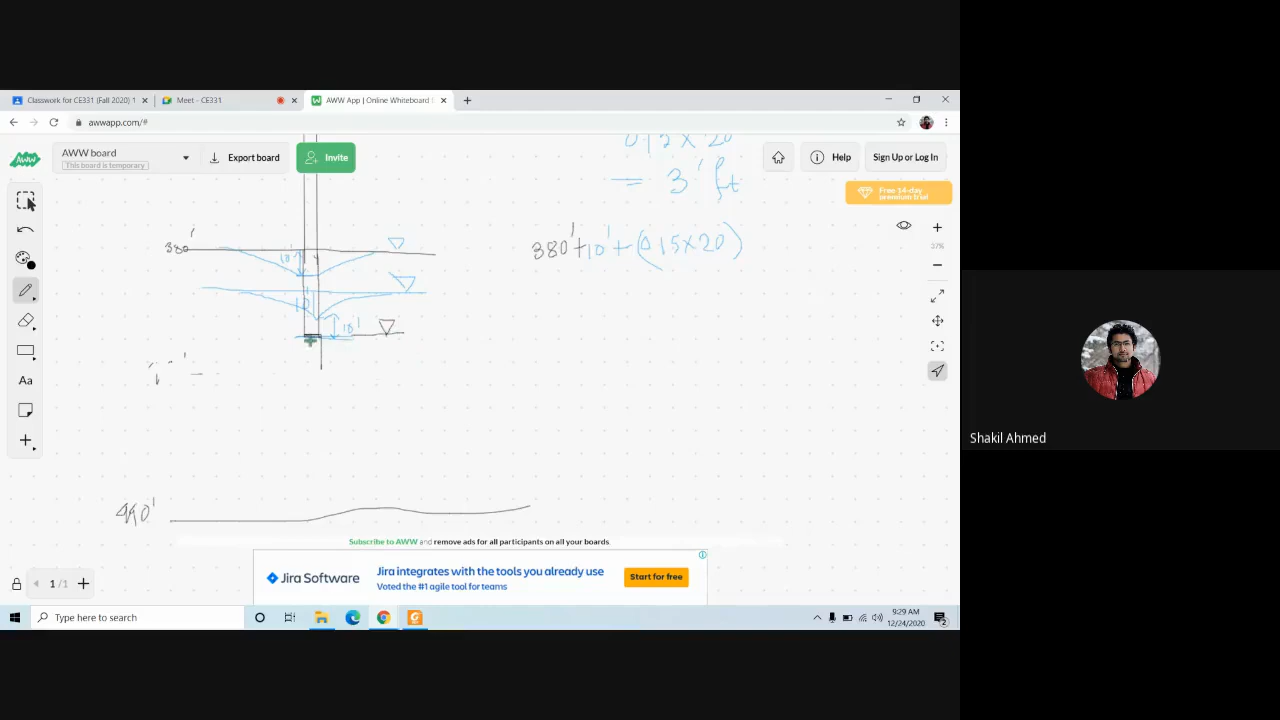 Classwork for CE331 (Fall 2020) 1
Meet - CE331
AWW App | Online Whiteboard
awwapp.com/#
AWW
AWW board
This board is temporary
Export board
Invite
Help
Sign Up or Log In
Free 14-day
premium trial
37%
= 3' ft
380'
10'
380'+10'+(0.15×20)
10'
10'
Aa
Shakil Ahmed
Subscribe to AWW and remove ads for all participants on all your boards.
Jira Software
Jira integrates with the tools you already use
Voted the #1 agile tool for teams
Start for free
1 / 1
Type here to search
9:29 AM
12/24/2020
2